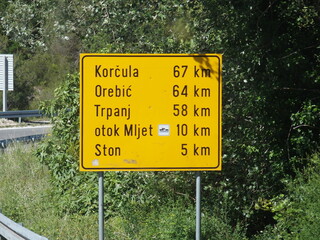 Korčula 67 km
Orebić 64 km
Trpanj 58 km
otok Mljet 10 km
Ston 5 km